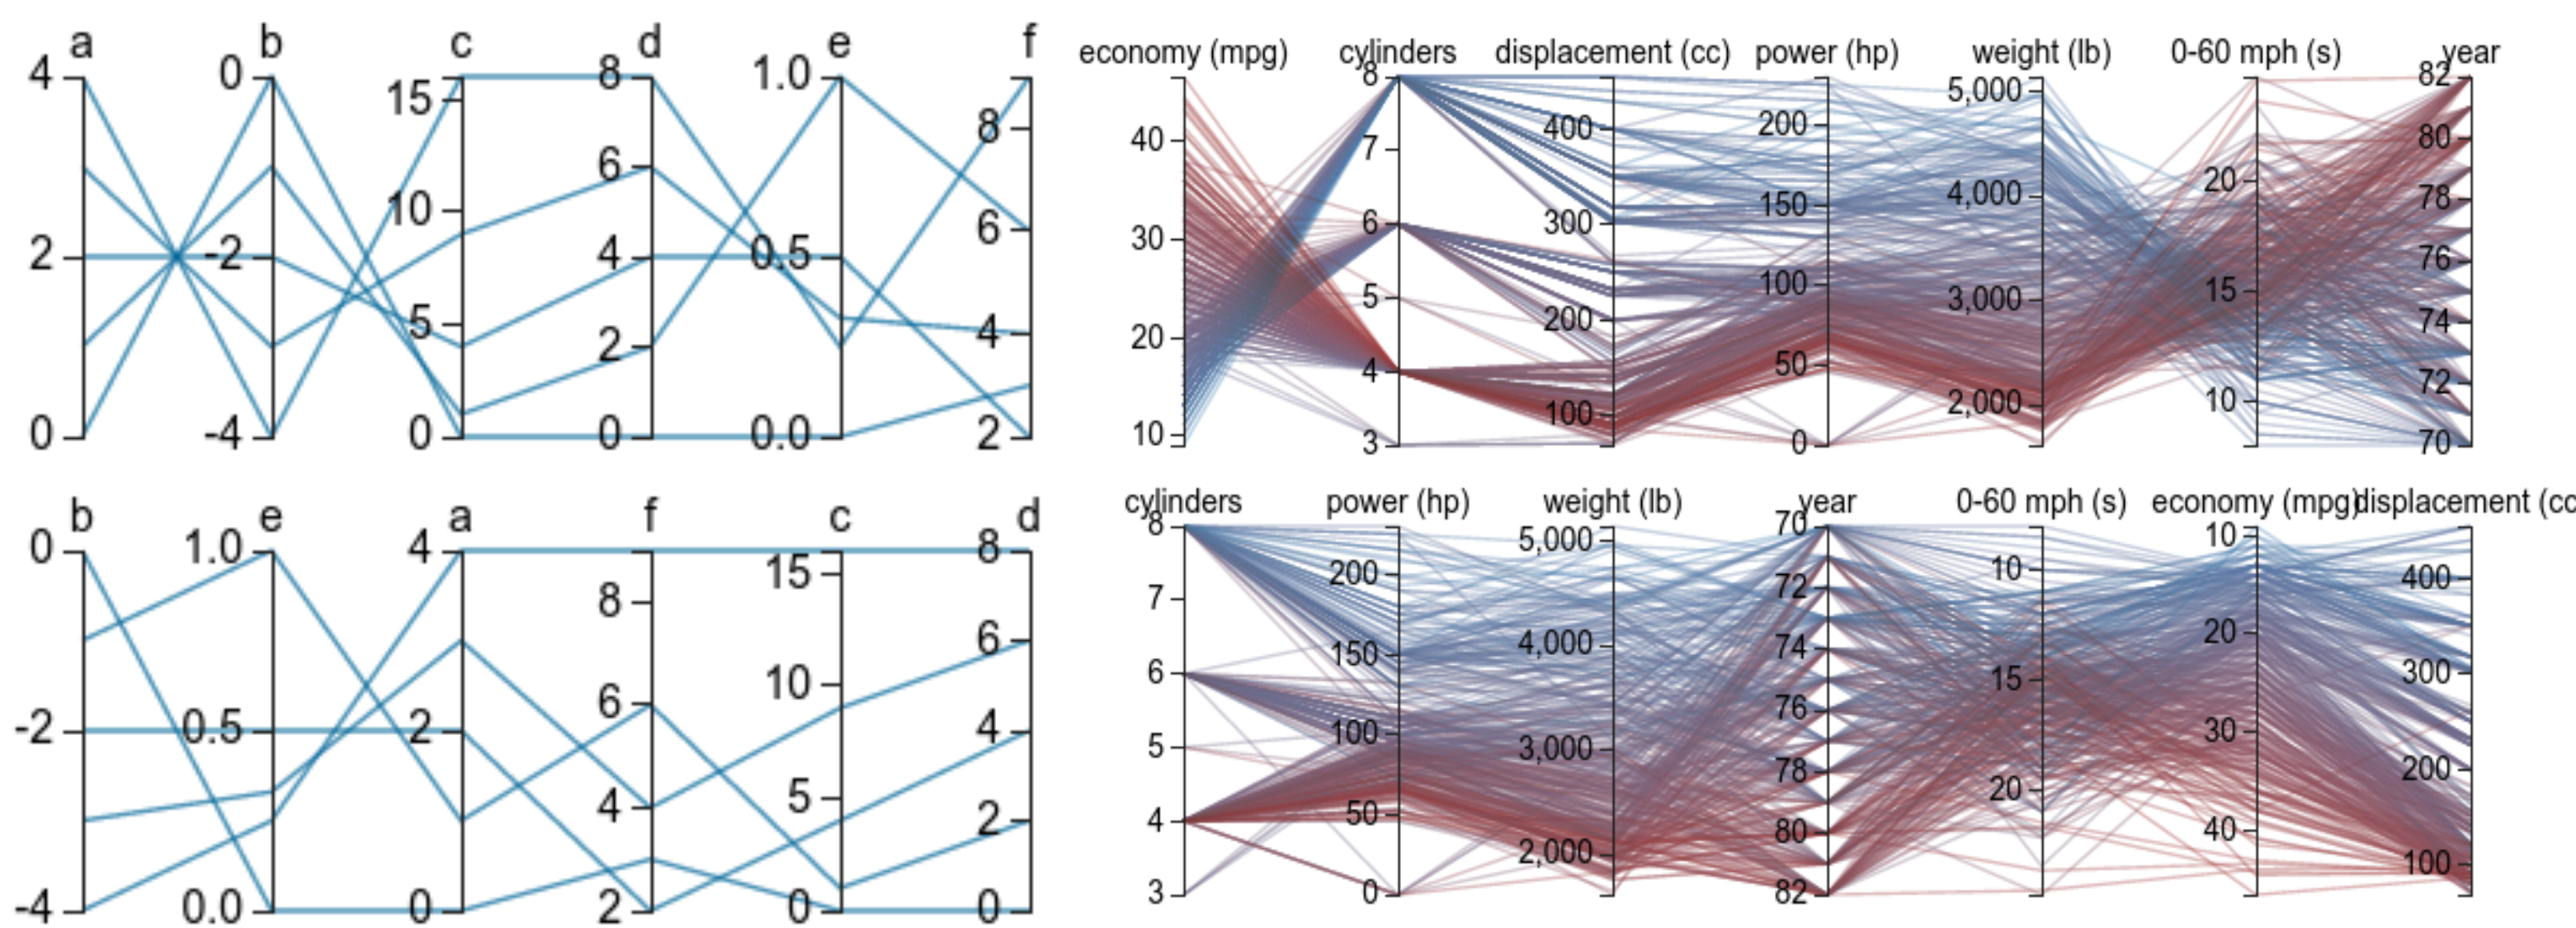 a b c d e f
4 2 0
0 -2 -4
15 10 5 0
8 6 4 2 0
1.0 0.5 0.0
8 6 4 2
economy (mpg) cylinders displacement (cc) power (hp) weight (lb) 0-60 mph (s) year
40 30 20 10
8 7 6 5 4 3
400 300 200 100
200 150 100 50 0
5,000 4,000 3,000 2,000
20 15 10
82 80 78 76 74 72 70
b e a f c d
0 -2 -4
1.0 0.5 0.0
4 2 0
8 6 4 2
15 10 5 0
8 6 4 2 0
cylinders power (hp) weight (lb) year 0-60 mph (s) economy (mpg) displacement (cc
8 7 6 5 4 3
200 150 100 50 0
5,000 4,000 3,000 2,000
70 72 74 76 78 80 82
10 15 20
10 20 30 40
400 300 200 100